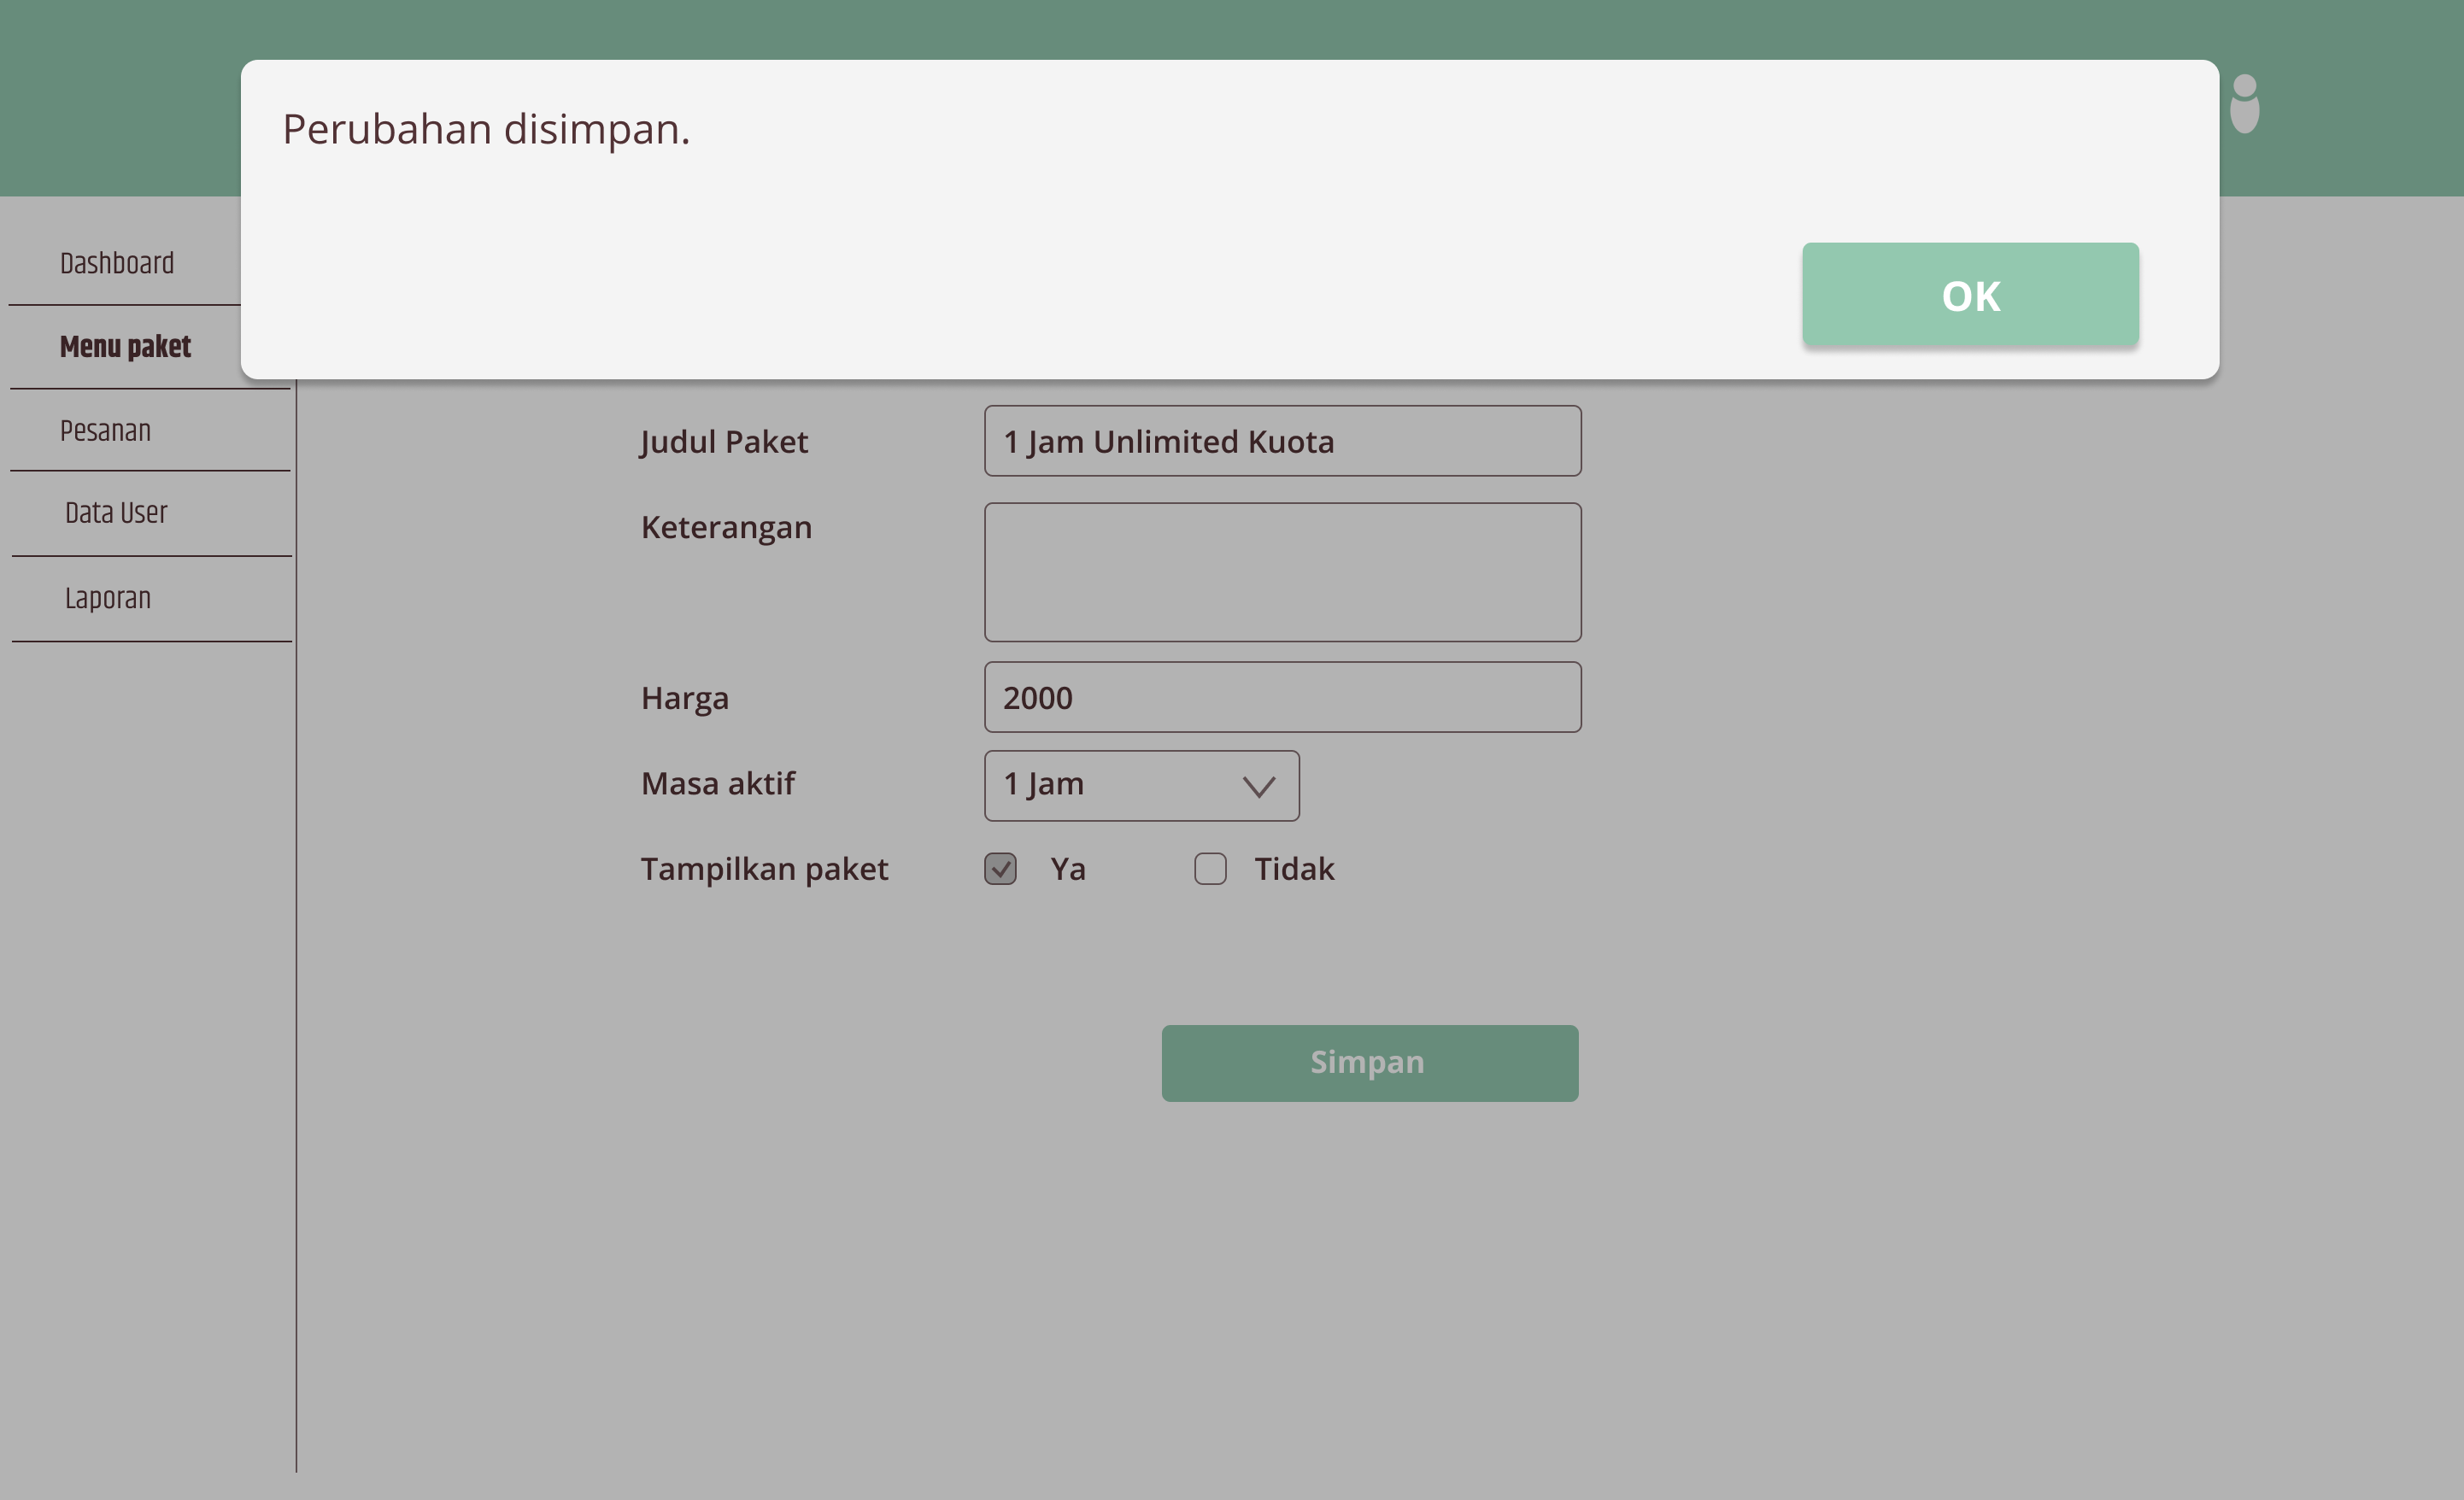 Perubahan disimpan.
OK
Dashboard
Menu paket
Pesanan
Data User
Laporan
Judul Paket
1 Jam Unlimited Kuota
Keterangan
Harga
2000
Masa aktif
1 Jam
Tampilkan paket
Ya
Tidak
Simpan